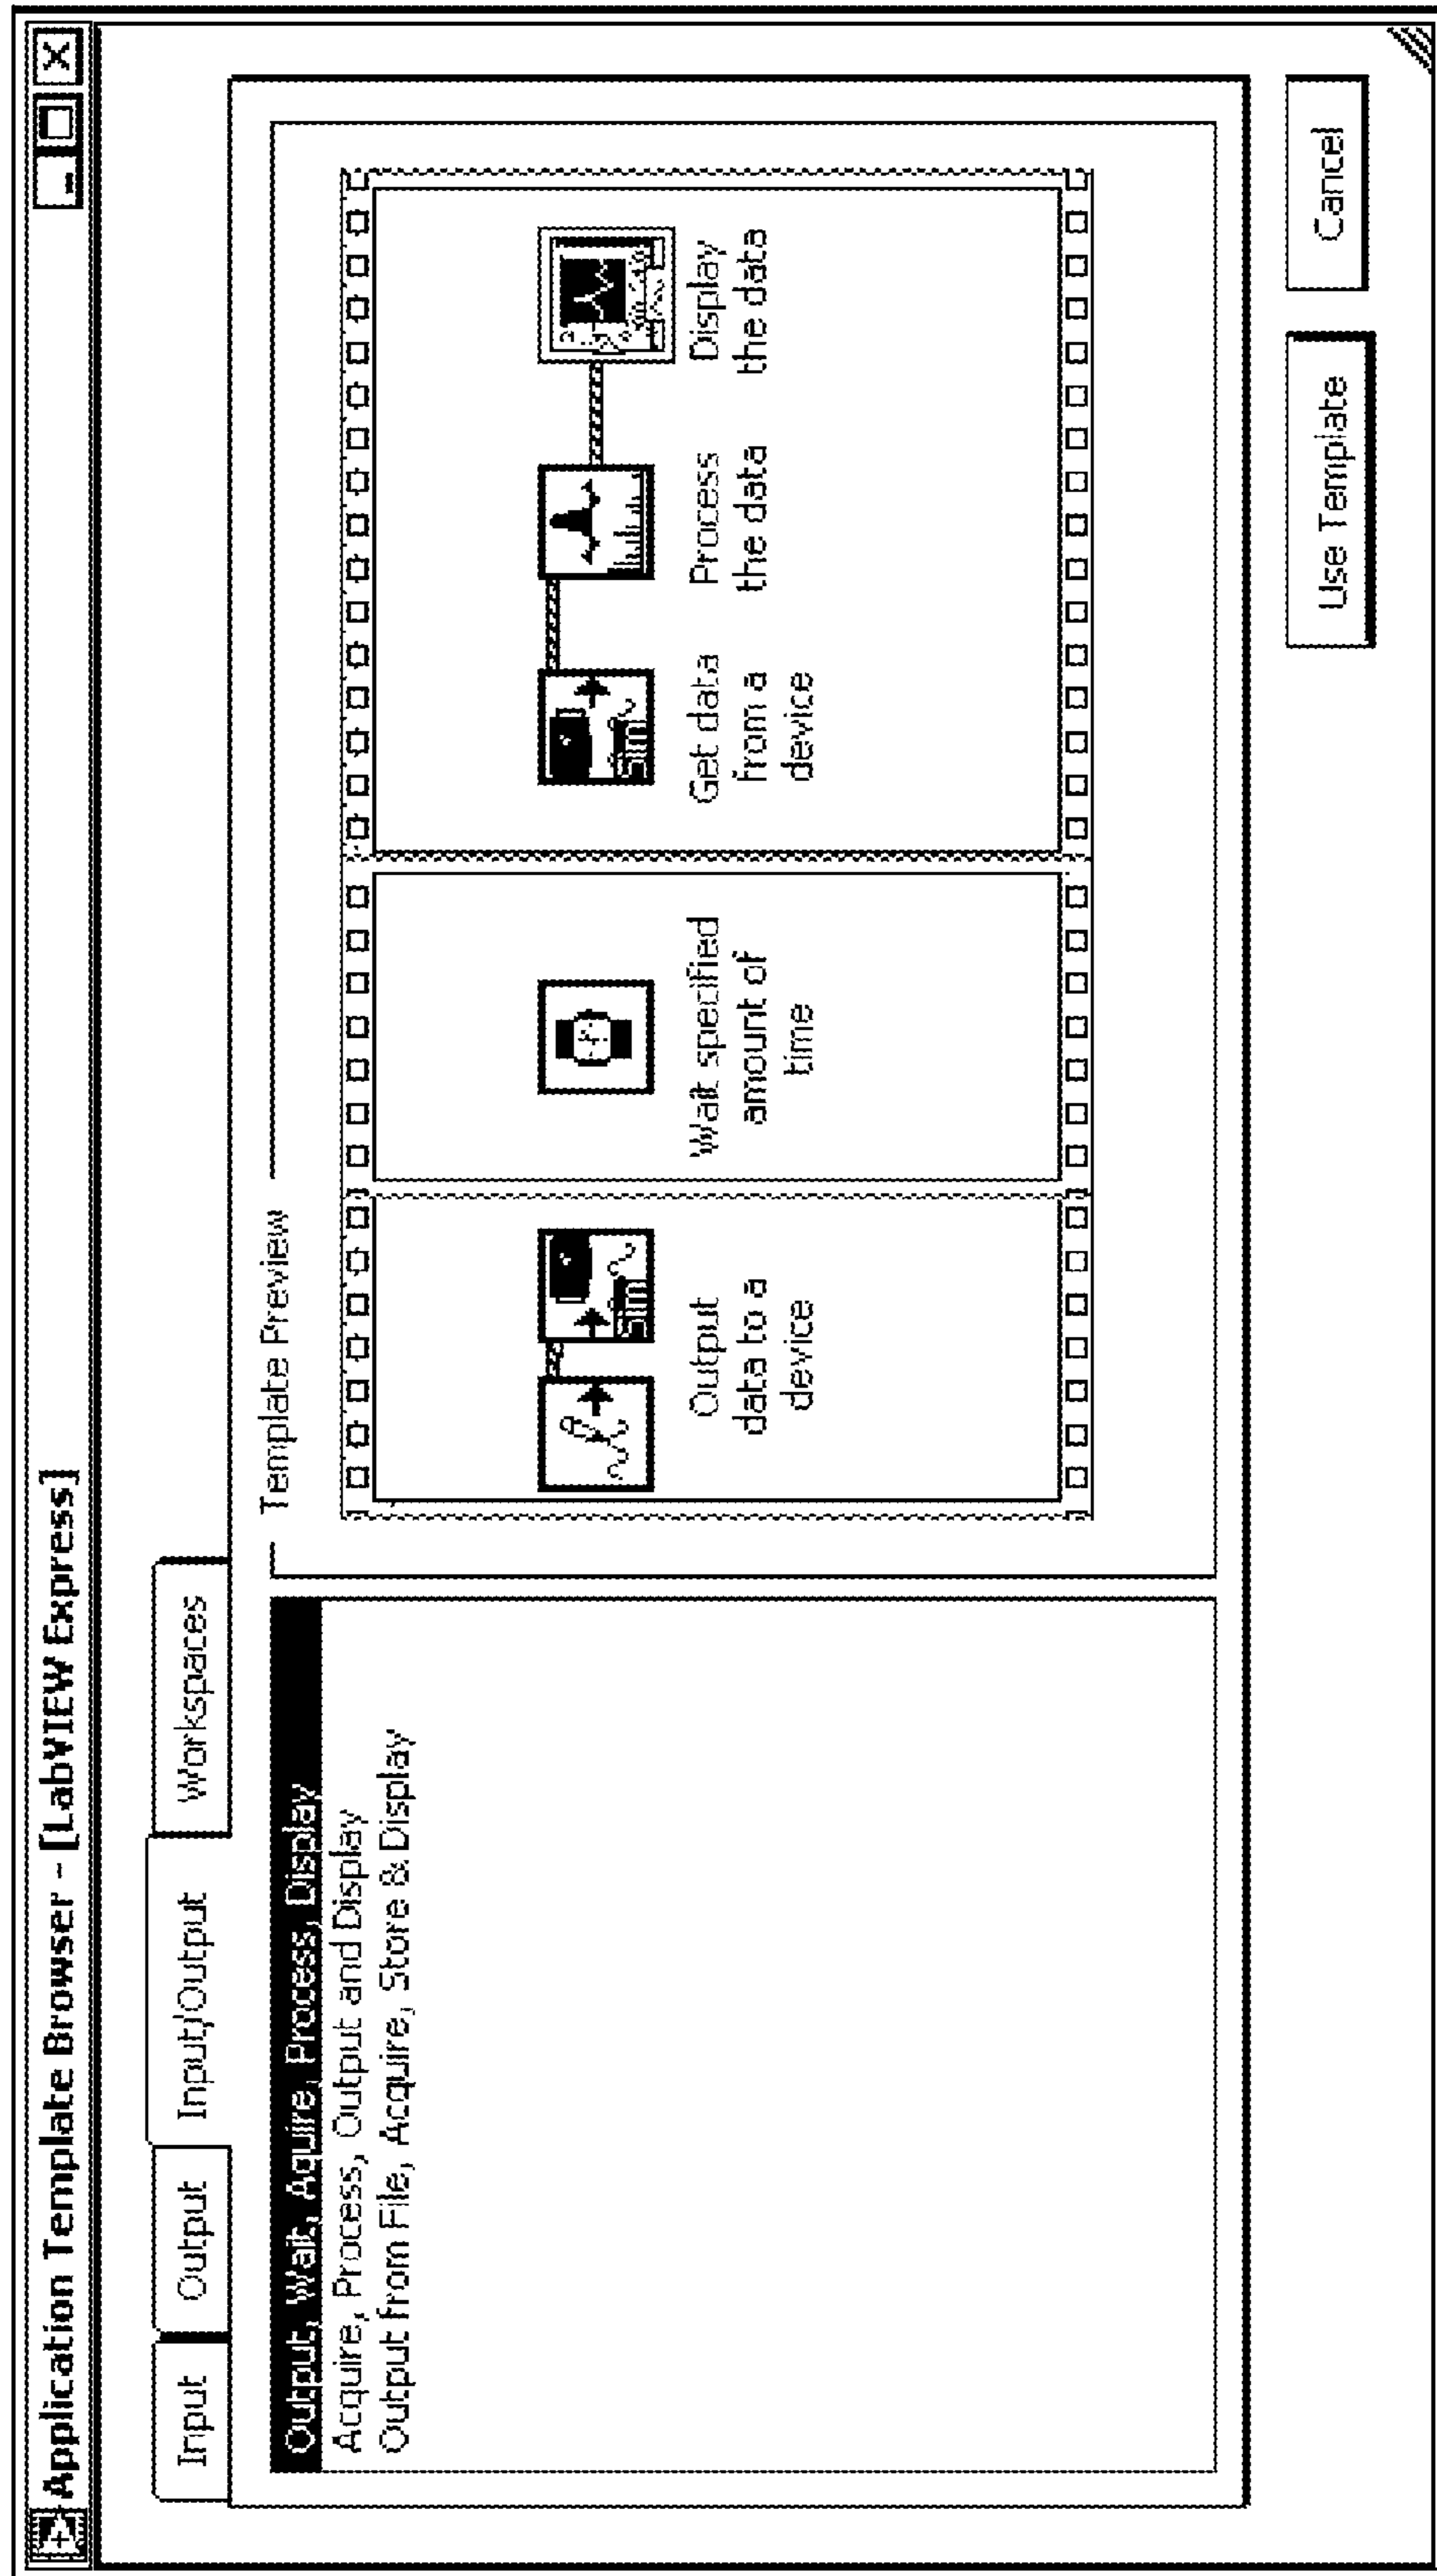 Application Template Browser - [LabVIEW Express]
Input
Output
Input/Output
Workspaces
Output, Wait, Aquire, Process, Display
Acquire, Process, Output and Display
Output from File, Acquire, Store & Display
Template Preview
Output
data to a
device
Wait specified
amount of
time
Get data
from a
device
Process
the data
Display
the data
Use Template
Cancel